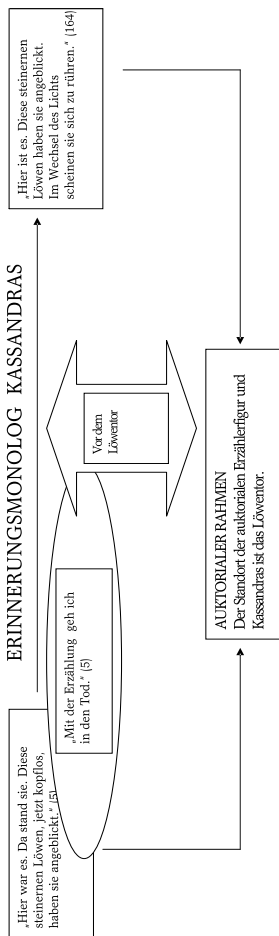 ERINNERUNGSMONOLOG KASSANDRAS
„Hier war es. Da stand sie. Diese
steinernen Löwen, jetzt kopflos,
haben sie angeblickt.“ (5)
„Mit der Erzählung geh ich
in den Tod.“ (5)
Vor dem
Löwentor
„Hier ist es. Diese steinernen
Löwen haben sie angeblickt.
Im Wechsel des Lichts
scheinen sie sich zu rühren.“ (164)
AUKTORIALER RAHMEN
Der Standort der auktorialen Erzählerfigur und
Kassandras ist das Löwentor.